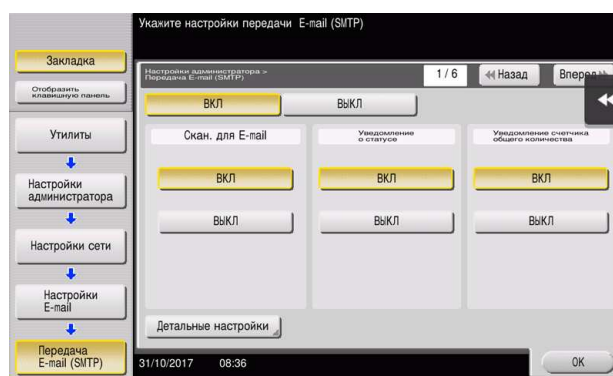 Укажите настройки передачи E-mail (SMTP)
Закладка
Отобразить
клавишную панель
Утилиты
Настройки
администратора
Настройки сети
Настройки
E-mail
Передача
E-mail (SMTP)
Настройки администратора >
Передача E-mail (SMTP)
1 / 6
Назад
Вперед
ВКЛ
ВЫКЛ
Скан. для E-mail
ВКЛ
ВЫКЛ
Уведомление
о статусе
ВКЛ
ВЫКЛ
Уведомление счетчика
общего количества
ВКЛ
ВЫКЛ
Детальные настройки
31/10/2017 08:36
OK